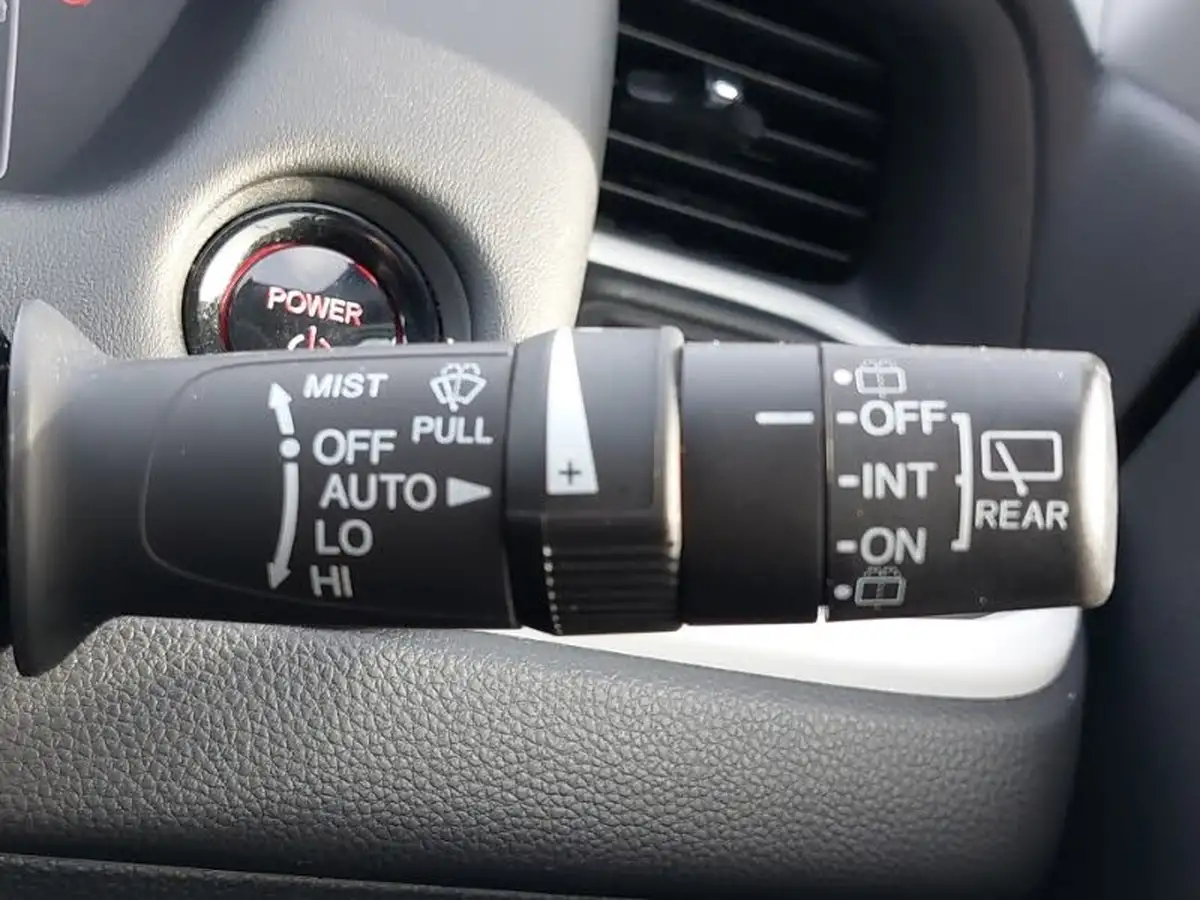 POWER
MIST
OFF
PULL
AUTO
LO
HI
+
OFF
INT
ON
REAR